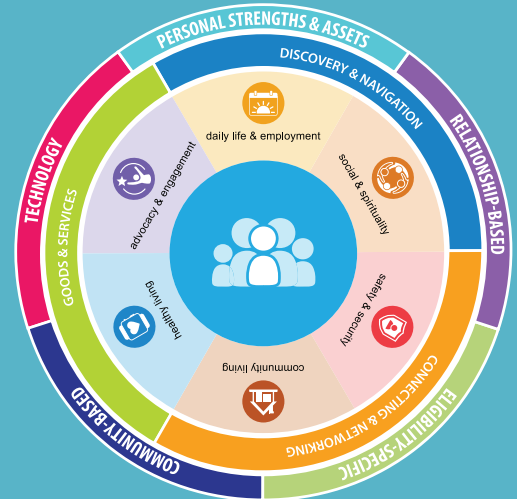 PERSONAL STRENGTHS & ASSETS
RELATIONSHIP-BASED
ELIGIBILITY-SPECIFIC
COMMUNITY-BASED
TECHNOLOGY
DISCOVERY & NAVIGATION
CONNECTING & NETWORKING
GOODS & SERVICES
daily life & employment
social & spirituality
safety & security
community living
healthy living
advocacy & engagement